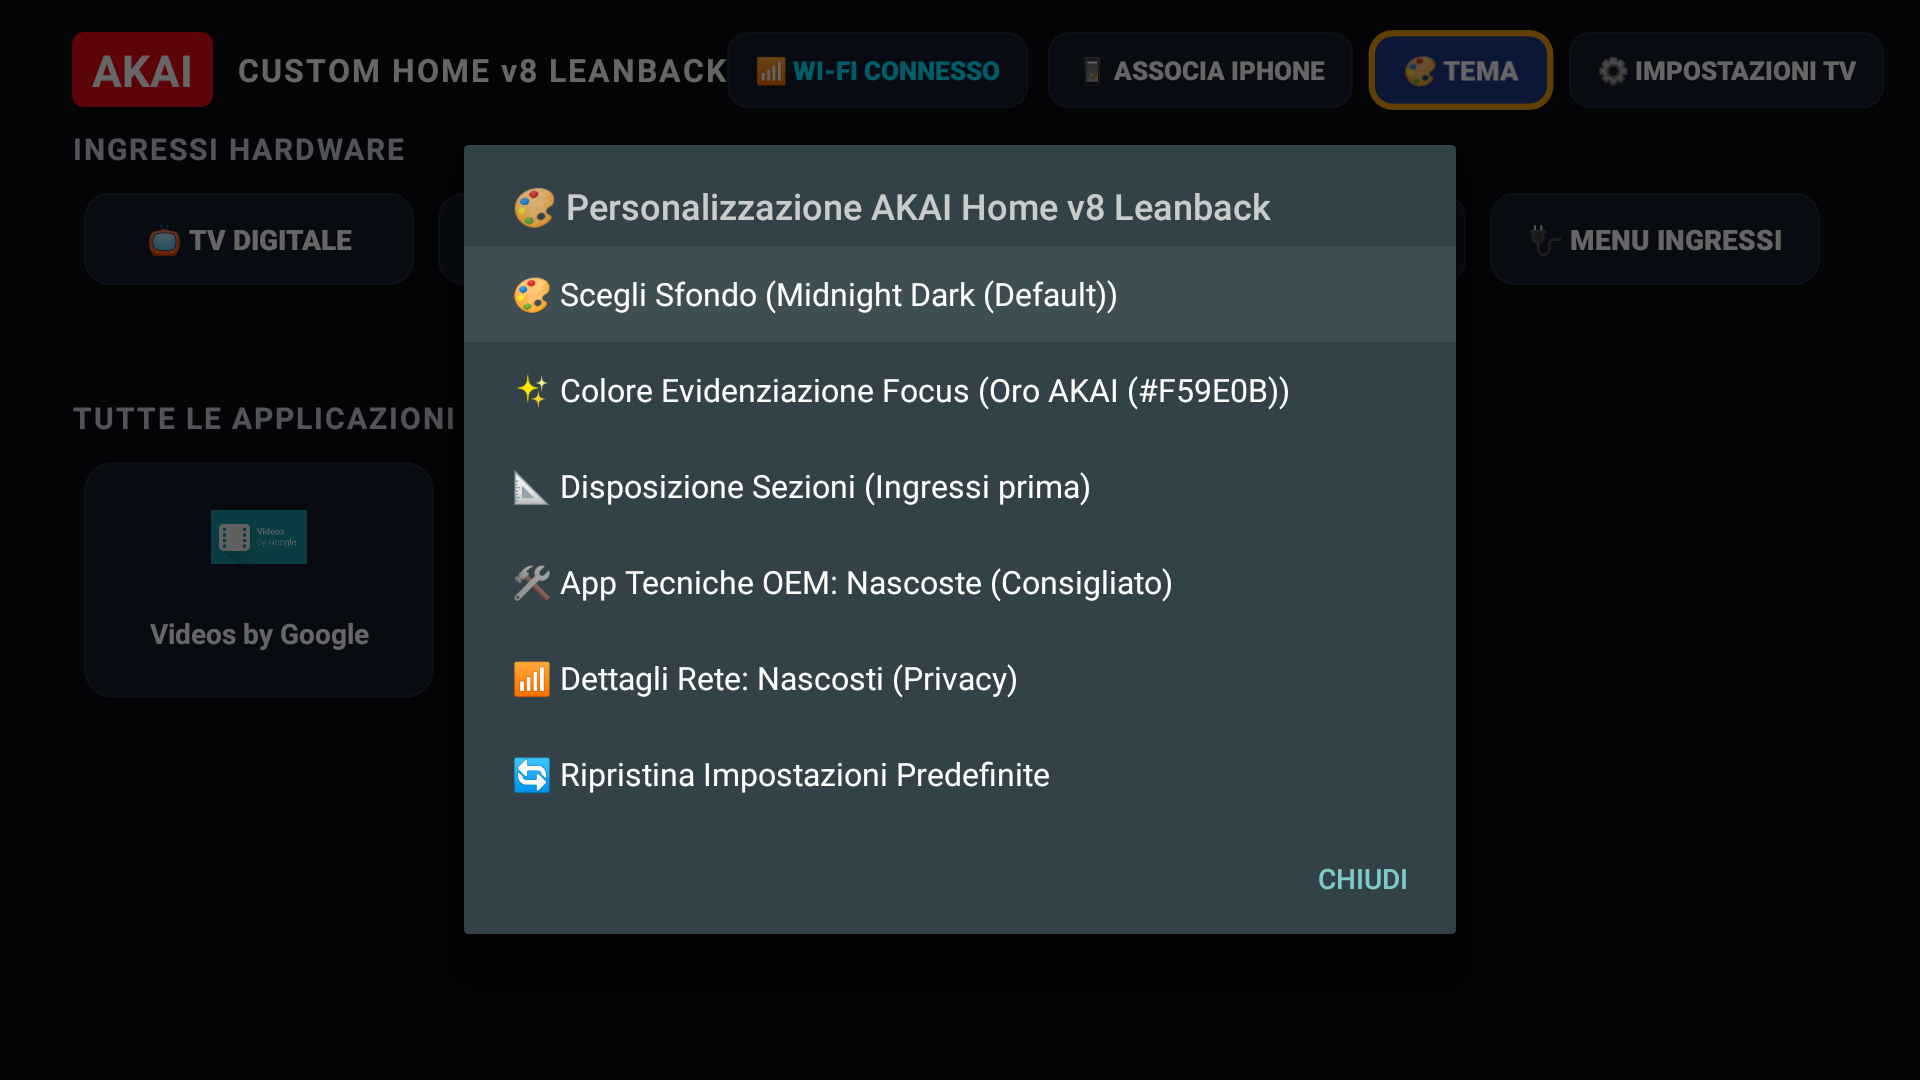 AKAI
CUSTOM HOME v8 LEANBACK
WI-FI CONNESSO
ASSOCIA IPHONE
TEMA
IMPOSTAZIONI TV
INGRESSI HARDWARE
TV DIGITALE
MENU INGRESSI
TUTTE LE APPLICAZIONI
Videos
by Google
Videos by Google
Personalizzazione AKAI Home v8 Leanback
Scegli Sfondo (Midnight Dark (Default))
Colore Evidenziazione Focus (Oro AKAI (#F59E0B))
Disposizione Sezioni (Ingressi prima)
App Tecniche OEM: Nascoste (Consigliato)
Dettagli Rete: Nascosti (Privacy)
Ripristina Impostazioni Predefinite
CHIUDI